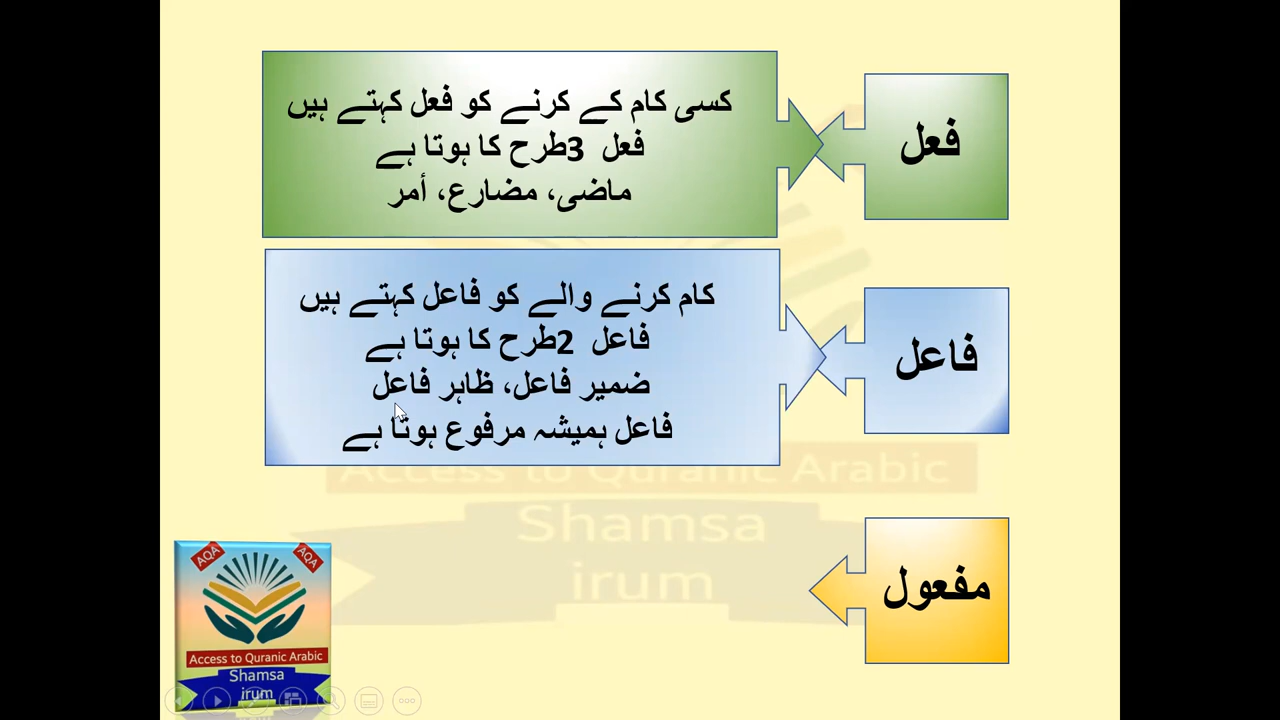 فعل
کسی کام کے کرنے کو فعل کہتے ہیں
فعل 3طرح کا ہوتا ہے
ماضی، مضارع، أمر
فاعل
کام کرنے والے کو فاعل کہتے ہیں
فاعل 2طرح کا ہوتا ہے
ضمیر فاعل، ظاہر فاعل
فاعل ہمیشہ مرفوع ہوتا ہے
مفعول
Access to Quranic Arabic
Shamsa
irum
AQA
AQA
Access to Quranic Arabic
Shamsa
irum